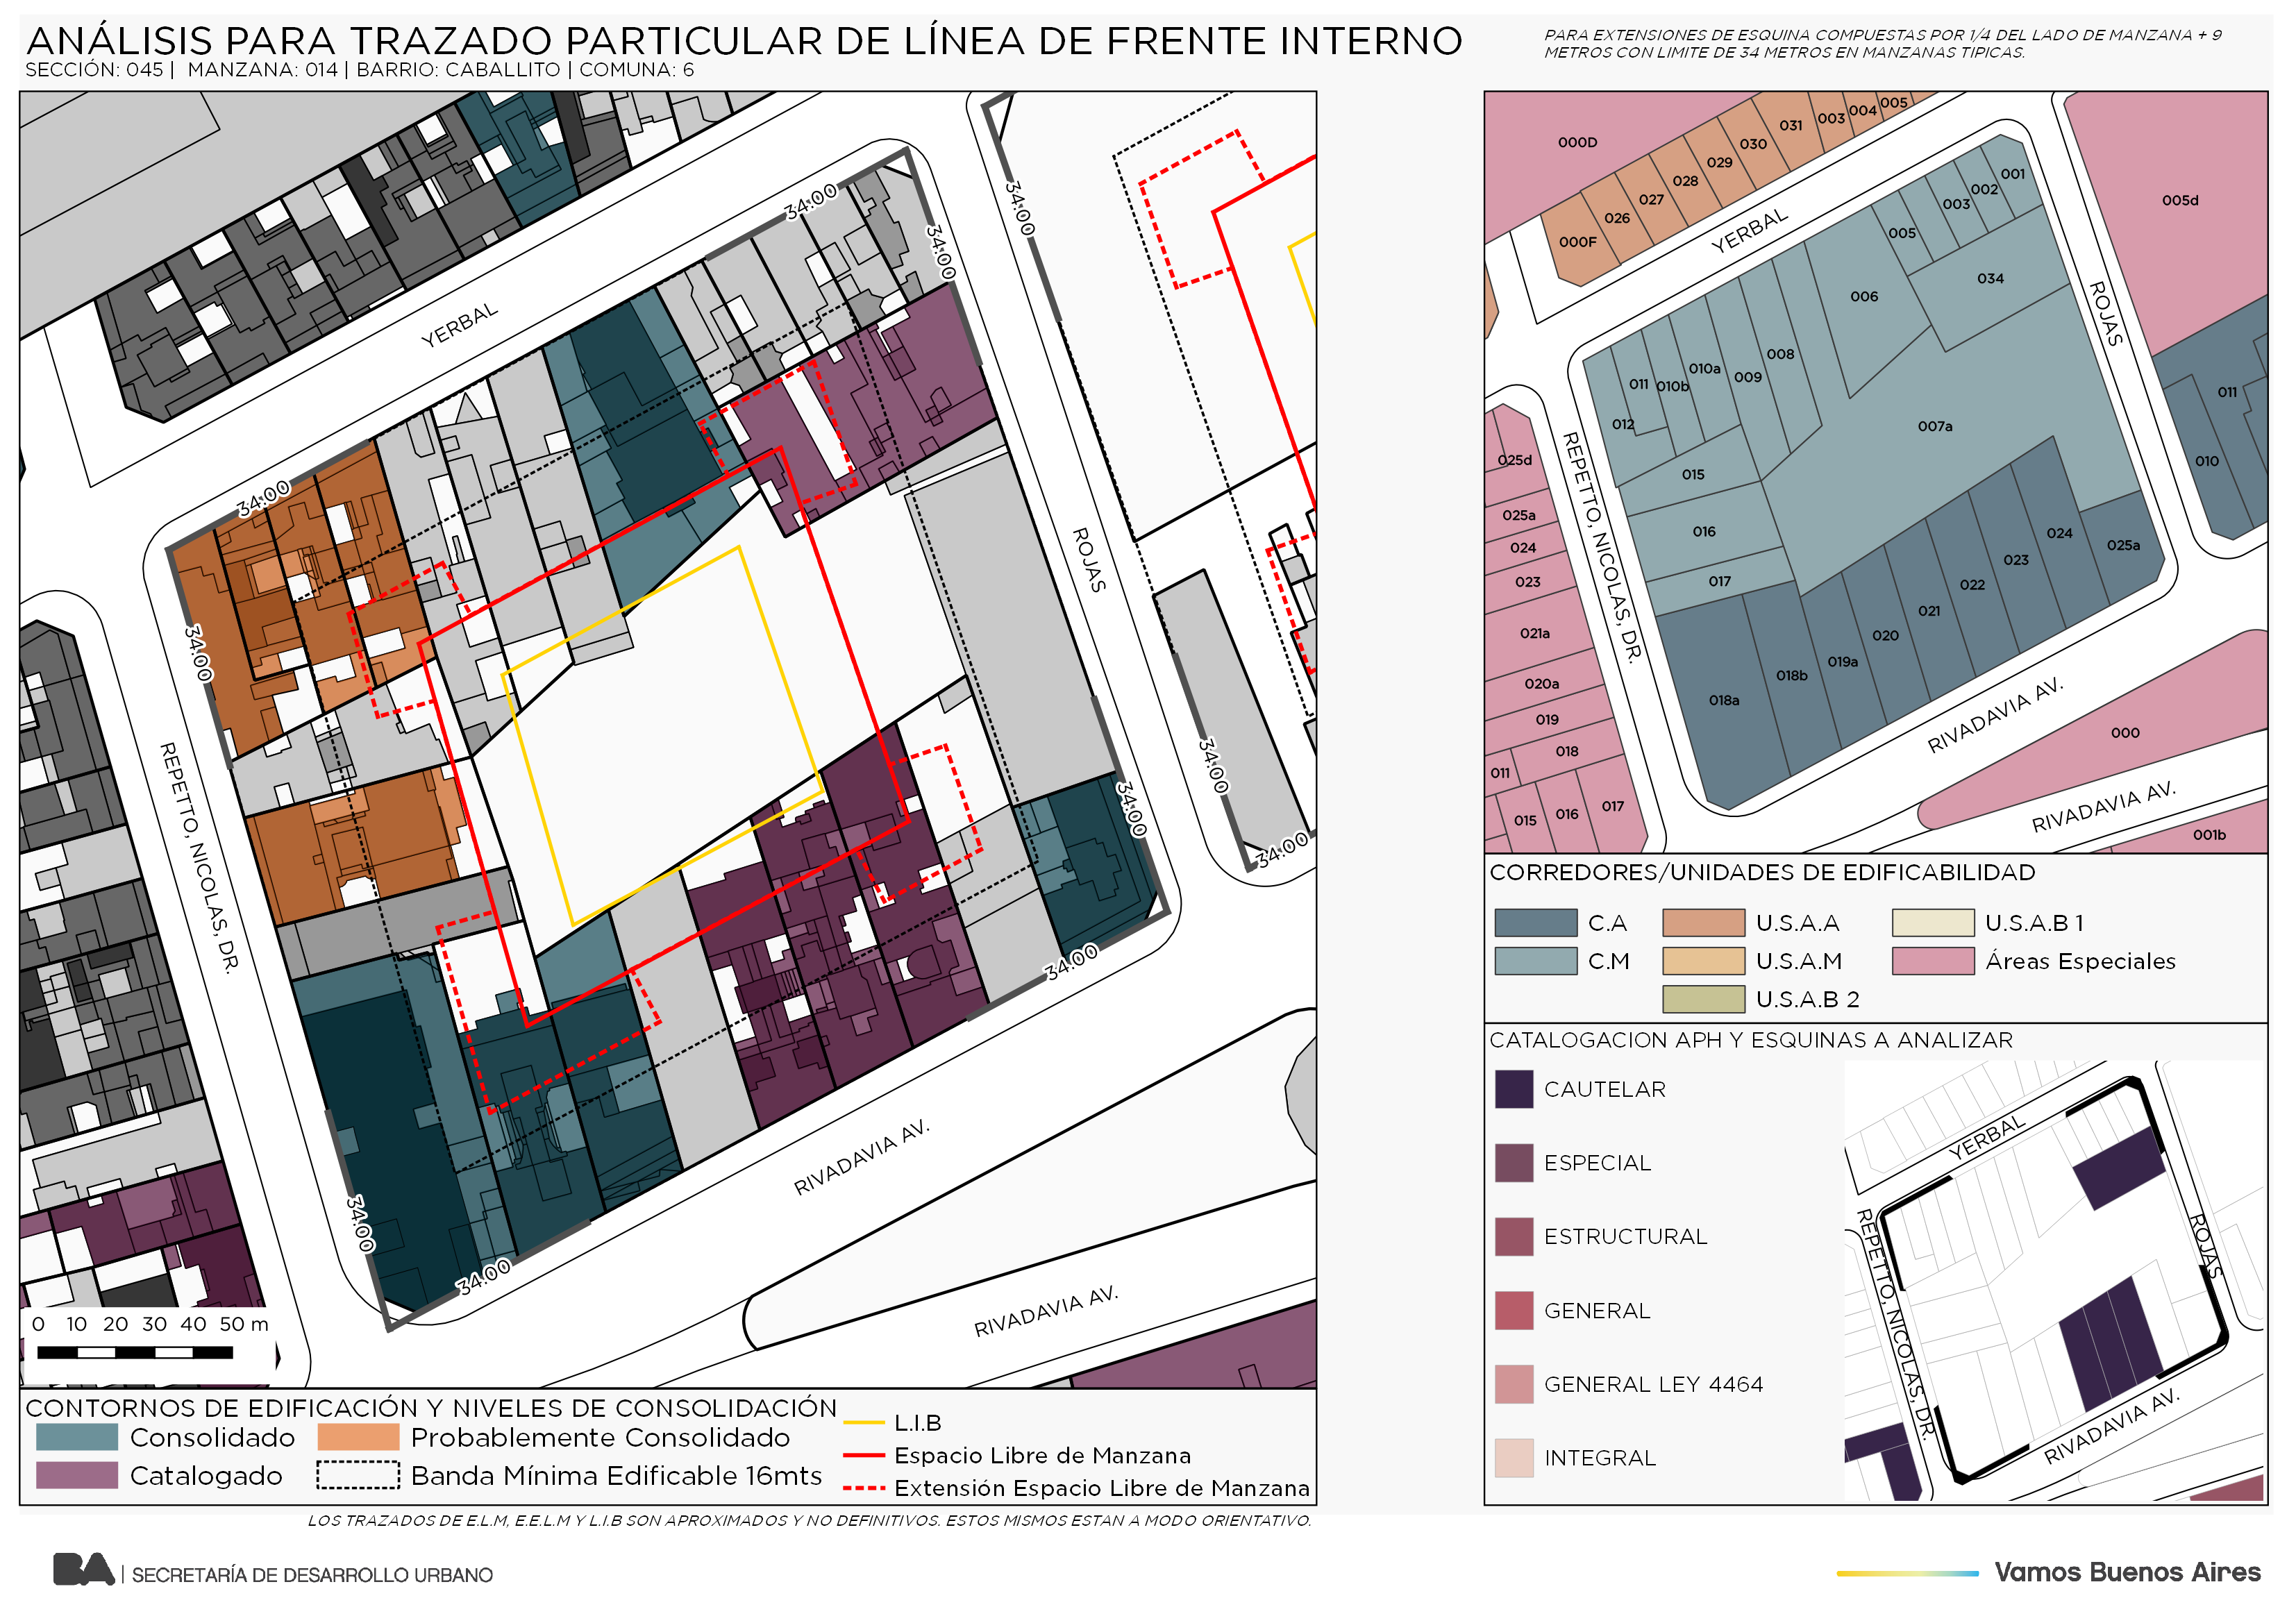 ANÁLISIS PARA TRAZADO PARTICULAR DE LÍNEA DE FRENTE INTERNO
SECCIÓN: 045 | MANZANA: 014 | BARRIO: CABALLITO | COMUNA: 6
PARA EXTENSIONES DE ESQUINA COMPUESTAS POR 1/4 DEL LADO DE MANZANA + 9
METROS CON LIMITE DE 34 METROS EN MANZANAS TIPICAS.
34.00
34.00
34.00
YERBAL
34.00
34.00
ROJAS
REPETTO, NICOLAS, DR.
34.00
34.00
34.00
34.00
34.00
34.00
RIVADAVIA AV.
RIVADAVIA AV.
0 10 20 30 40 50 m
CONTORNOS DE EDIFICACIÓN Y NIVELES DE CONSOLIDACIÓN
Consolidado
Probablemente Consolidado
Catalogado
Banda Mínima Edificable 16mts
L.I.B
Espacio Libre de Manzana
Extensión Espacio Libre de Manzana
LOS TRAZADOS DE E.L.M, E.E.L.M Y L.I.B SON APROXIMADOS Y NO DEFINITIVOS. ESTOS MISMOS ESTAN A MODO ORIENTATIVO.
000D
000F
026
027
028
029
030
031
003
004
005
005d
YERBAL
001
002
003
005
034
006
008
009
010a
010b
011
012
007a
015
016
017
ROJAS
011
010
REPETTO, NICOLAS, DR.
025d
025a
024
023
021a
020a
019
018
011
015
016
017
018a
018b
019a
020
021
022
023
024
025a
RIVADAVIA AV.
000
RIVADAVIA AV.
001b
CORREDORES/UNIDADES DE EDIFICABILIDAD
C.A
U.S.A.A
U.S.A.B 1
C.M
U.S.A.M
Áreas Especiales
U.S.A.B 2
CATALOGACION APH Y ESQUINAS A ANALIZAR
CAUTELAR
ESPECIAL
ESTRUCTURAL
GENERAL
GENERAL LEY 4464
INTEGRAL
YERBAL
ROJAS
REPETTO, NICOLAS, DR.
RIVADAVIA AV.
BA | SECRETARÍA DE DESARROLLO URBANO
Vamos Buenos Aires